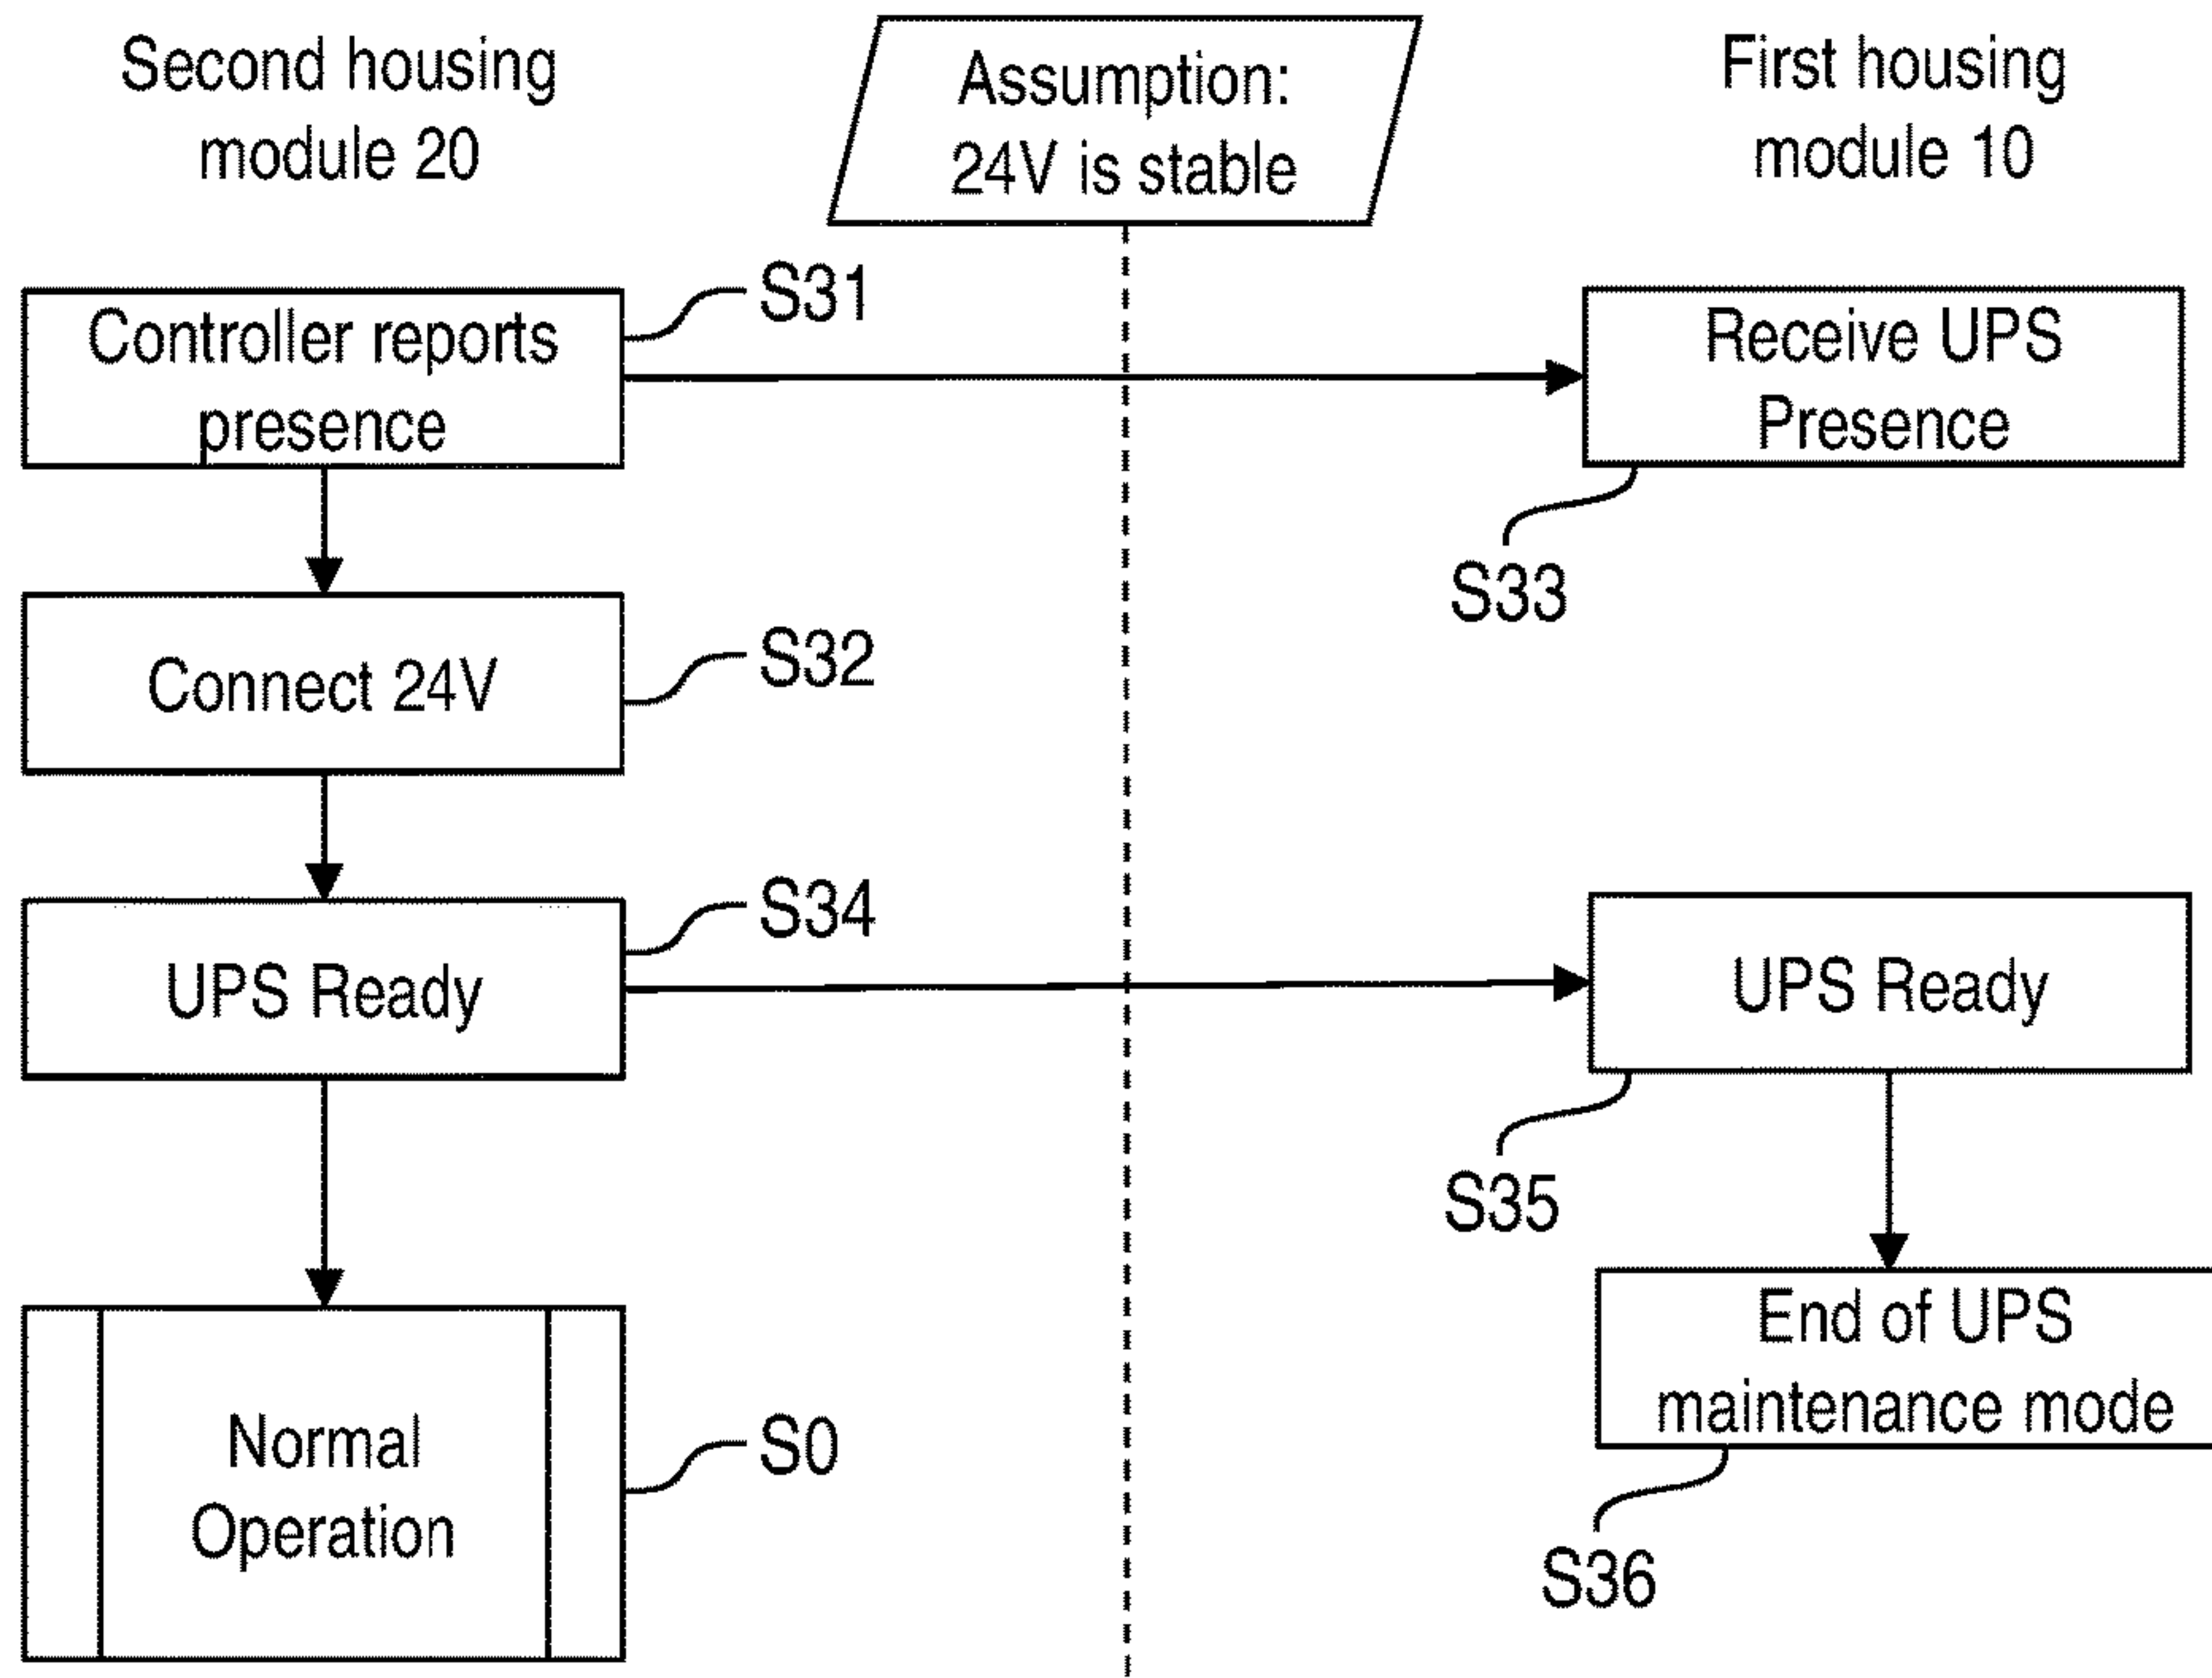 Second housing
module 20
Assumption:
24V is stable
First housing
module 10
Controller reports
presence
S31
Receive UPS
Presence
S33
Connect 24V
S32
UPS Ready
S34
UPS Ready
S35
End of UPS
maintenance mode
S36
Normal
Operation
S0